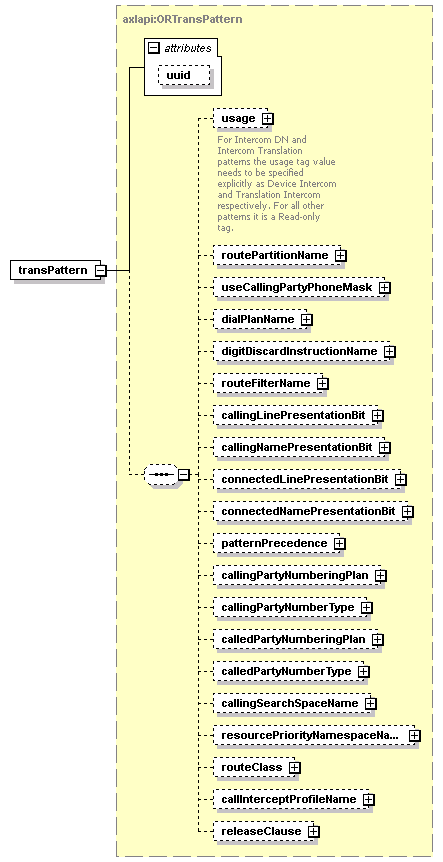 axlapi:ORTransPattern
attributes
uuid
usage
For Intercom DN and
Intercom Translation
patterns the usage tag value
needs to be specified
explicitly as Device Intercom
and Translation Intercom
respectively. For all other
patterns it is a Read-only
tag.
transPattern
routePartitionName
useCallingPartyPhoneMask
dialPlanName
digitDiscardInstructionName
routeFilterName
callingLinePresentationBit
callingNamePresentationBit
connectedLinePresentationBit
connectedNamePresentationBit
patternPrecedence
callingPartyNumberingPlan
callingPartyNumberType
calledPartyNumberingPlan
calledPartyNumberType
callingSearchSpaceName
resourcePriorityNamespaceNa...
routeClass
callInterceptProfileName
releaseClause